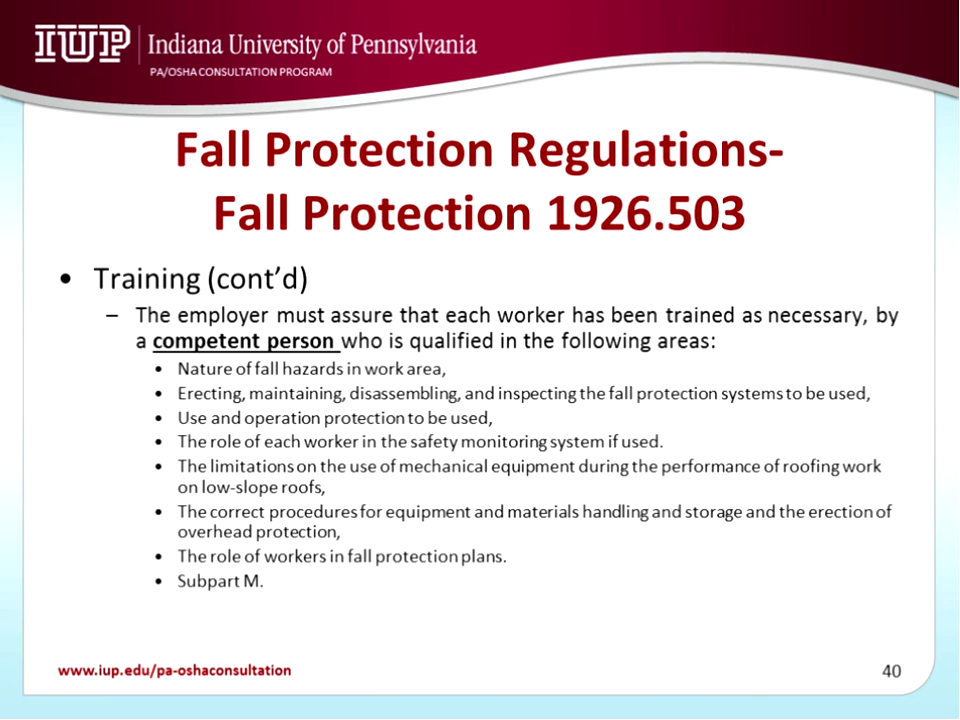 IUP
Indiana University of Pennsylvania
PA/OSHA CONSULTATION PROGRAM
Fall Protection Regulations-
Fall Protection 1926.503
• Training (cont’d)
– The employer must assure that each worker has been trained as necessary, by
a competent person who is qualified in the following areas:
• Nature of fall hazards in work area,
• Erecting, maintaining, disassembling, and inspecting the fall protection systems to be used,
• Use and operation protection to be used,
• The role of each worker in the safety monitoring system if used.
• The limitations on the use of mechanical equipment during the performance of roofing work
on low-slope roofs,
• The correct procedures for equipment and materials handling and storage and the erection of
overhead protection,
• The role of workers in fall protection plans.
• Subpart M.
www.iup.edu/pa-oshaconsultation
40